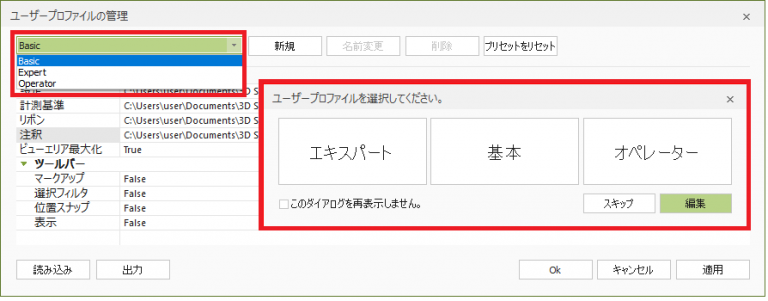 ユーザープロファイルの管理
Basic
新規
名前変更
削除
プリセットをリセット
Basic
Expert
Operator
C:\Users\user\Documents\3D S
計測基準 C:\Users\user\Documents\3D S
リボン C:\Users\user\Documents\3D S
注釈 C:\Users\user\Documents\3D S
ビューエリア最大化 True
ツールバー
マークアップ False
選択フィルタ False
位置スナップ False
表示 False
ユーザープロファイルを選択してください。
エキスパート
基本
オペレーター
このダイアログを再表示しません。
スキップ
編集
読み込み
出力
Ok
キャンセル
適用